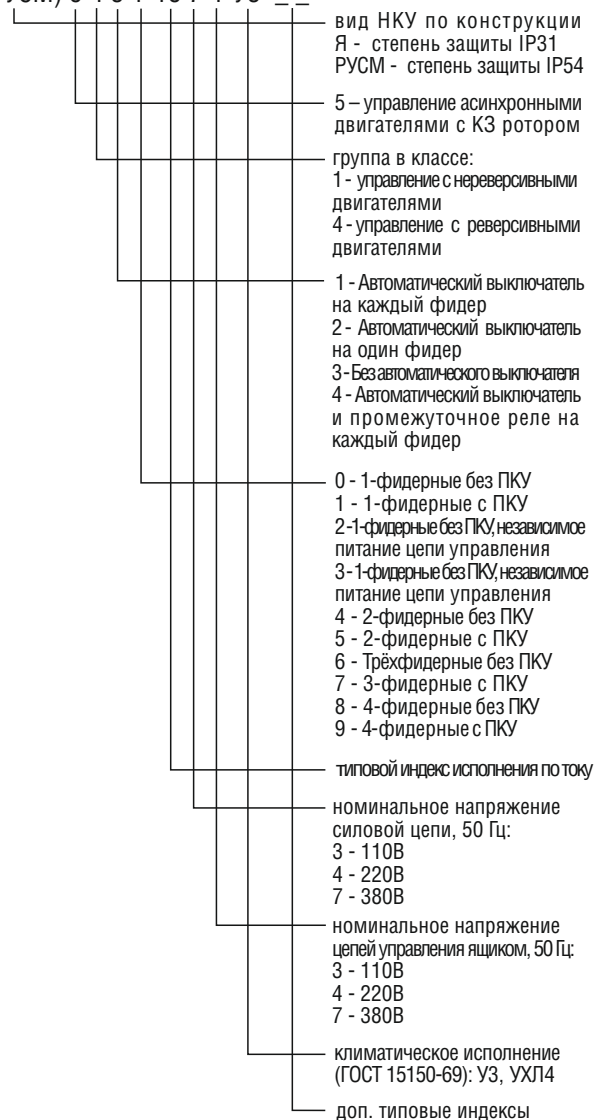 вид НКУ по конструкции
Я - степень защиты IP31
РУСМ - степень защиты IP54
5 – управление асинхронными
двигателями с КЗ ротором
группа в классе:
1 - управление с нереверсивными
двигателями
4 - управление с реверсивными
двигателями
1 - Автоматический выключатель
на каждый фидер
2 - Автоматический выключатель
на один фидер
3 - Без автоматического выключателя
4 - Автоматический выключатель
и промежуточное реле на
каждый фидер
0 - 1-фидерные без ПКУ
1 - 1-фидерные с ПКУ
2 -1-фидерные без ПКУ, независимое
питание цепи управления
3 - 1-фидерные без ПКУ, независимое
питание цепи управления
4 - 2-фидерные без ПКУ
5 - 2-фидерные с ПКУ
6 - Трёхфидерные без ПКУ
7 - 3-фидерные с ПКУ
8 - 4-фидерные без ПКУ
9 - 4-фидерные с ПКУ
типовой индекс исполнения по току
номинальное напряжение
силовой цепи, 50 Гц:
3 - 110В
4 - 220В
7 - 380В
номинальное напряжение
цепей управления ящиком, 50 Гц:
3 - 110В
4 - 220В
7 - 380В
климатическое исполнение
(ГОСТ 15150-69): У3, УХЛ4
доп. типовые индексы